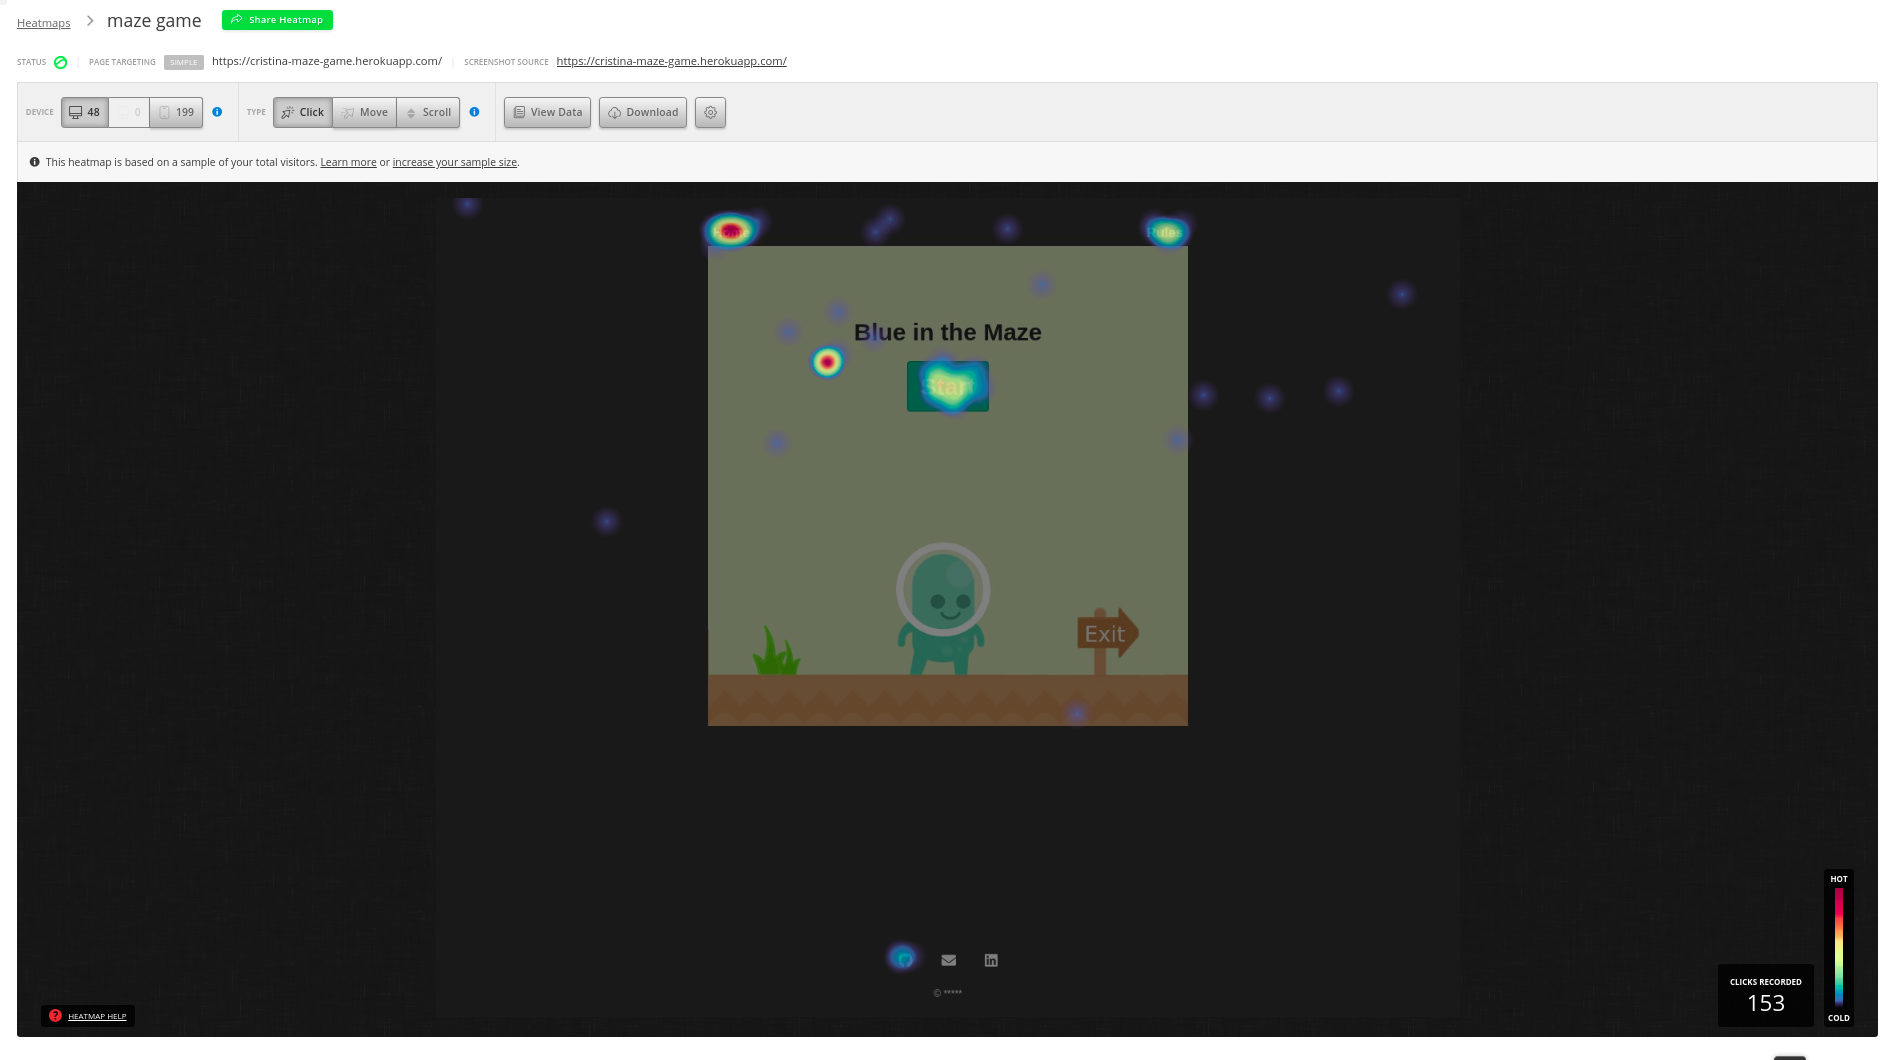 Heatmaps > maze game Share Heatmap
STATUS PAGE TARGETING SIMPLE https://cristina-maze-game.herokuapp.com/ SCREENSHOT SOURCE https://cristina-maze-game.herokuapp.com/
DEVICE 48 0 199 TYPE Click Move Scroll View Data Download
This heatmap is based on a sample of your total visitors. Learn more or increase your sample size.
Rules
Blue in the Maze
Start
Exit
© *****
HEATMAP HELP
CLICKS RECORDED
153
HOT
COLD